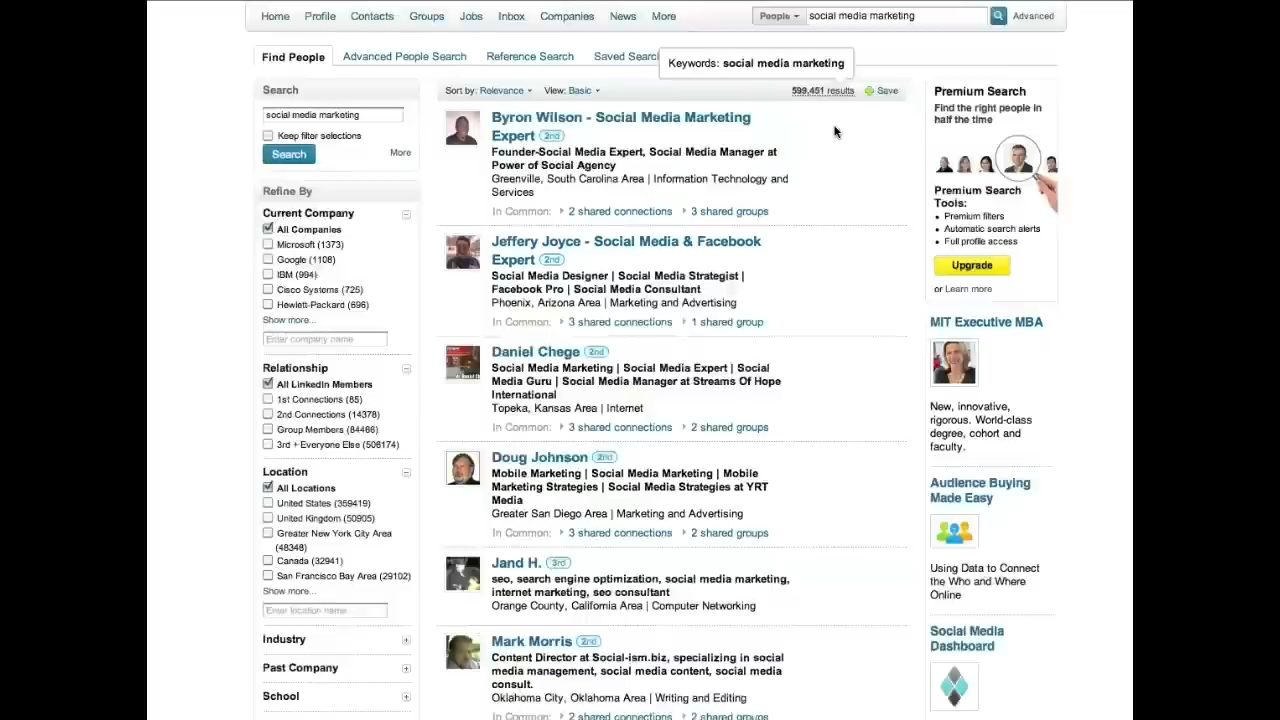 Home Profile Contacts Groups Jobs Inbox Companies News More
People social media marketing Advanced
Find People Advanced People Search Reference Search Saved Searc
Keywords: social media marketing
Search
social media marketing
Keep filter selections
Search More
Refine By
Current Company
All Companies
Microsoft (1373)
Google (1108)
IBM (994)
Cisco Systems (725)
Hewlett-Packard (696)
Show more...
Enter company name
Relationship
All LinkedIn Members
1st Connections (85)
2nd Connections (14378)
Group Members (84466)
3rd + Everyone Else (506174)
Location
All Locations
United States (359419)
United Kingdom (50905)
Greater New York City Area
(48348)
Canada (32941)
San Francisco Bay Area (29102)
Show more...
Enter location name
Industry
Past Company
School
Sort by: Relevance View: Basic 599,451 results Save
Byron Wilson - Social Media Marketing
Expert 2nd
Founder-Social Media Expert, Social Media Manager at
Power of Social Agency
Greenville, South Carolina Area | Information Technology and
Services
In Common: 2 shared connections 3 shared groups
Jeffery Joyce - Social Media & Facebook
Expert 2nd
Social Media Designer | Social Media Strategist |
Facebook Pro | Social Media Consultant
Phoenix, Arizona Area | Marketing and Advertising
In Common: 3 shared connections 1 shared group
Daniel Chege 2nd
Social Media Marketing | Social Media Expert | Social
Media Guru | Social Media Manager at Streams Of Hope
International
Topeka, Kansas Area | Internet
In Common: 3 shared connections 2 shared groups
Doug Johnson 2nd
Mobile Marketing | Social Media Marketing | Mobile
Marketing Strategies | Social Media Strategies at YRT
Media
Greater San Diego Area | Marketing and Advertising
In Common: 3 shared connections 2 shared groups
Jand H. 3rd
seo, search engine optimization, social media marketing,
internet marketing, seo consultant
Orange County, California Area | Computer Networking
Mark Morris 2nd
Content Director at Social-ism.biz, specializing in social
media management, social media content, social media
consult.
Oklahoma City, Oklahoma Area | Writing and Editing
In Common: 2 shared connections 2 shared groups
Premium Search
Find the right people in
half the time
Premium Search
Tools:
• Premium filters
• Automatic search alerts
• Full profile access
Upgrade
or Learn more
MIT Executive MBA
New, innovative,
rigorous. World-class
degree, cohort and
faculty.
Audience Buying
Made Easy
Using Data to Connect
the Who and Where
Online
Social Media
Dashboard